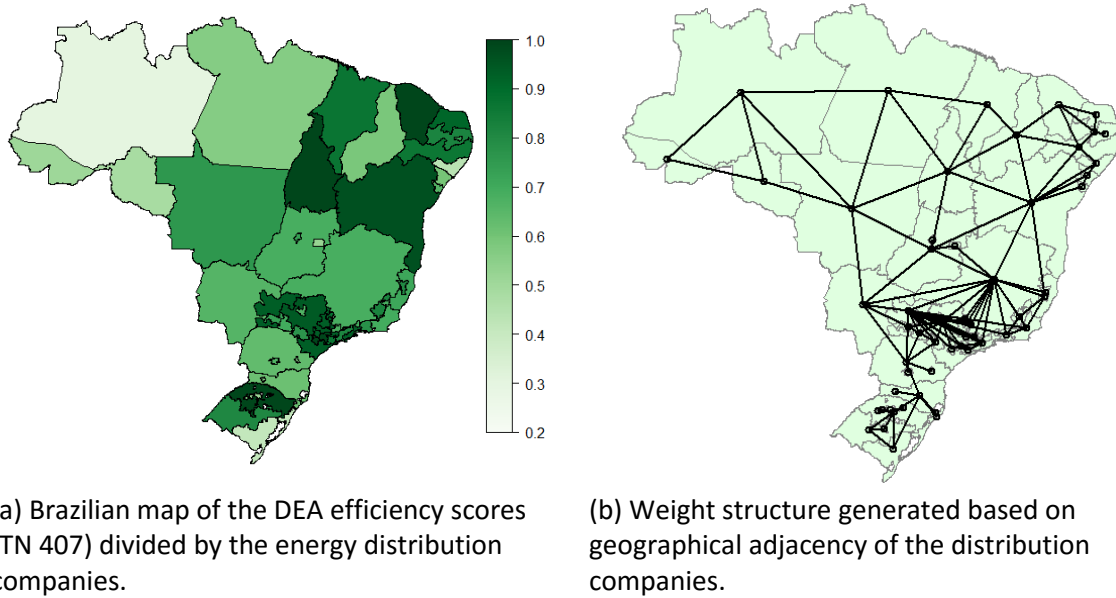 1.0
0.9
0.8
0.7
0.6
0.5
0.4
0.3
0.2
a) Brazilian map of the DEA efficiency scores
TN 407) divided by the energy distribution
companies.
(b) Weight structure generated based on
geographical adjacency of the distribution
companies.